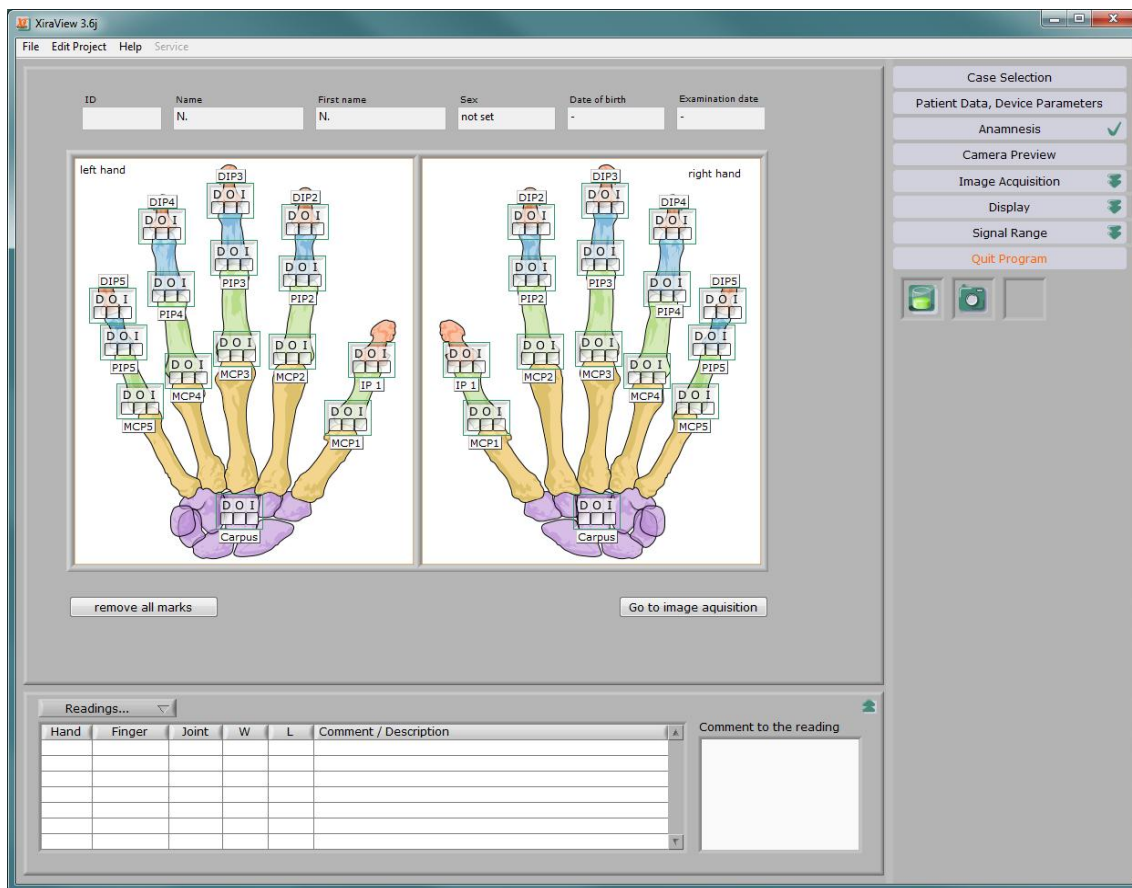 XiraView 3.6j
File Edit Project Help Service
ID Name First name Sex Date of birth Examination date
N. N. not set - -
left hand
DIP3
D O I
DIP4
D O I
DIP2
D O I
PIP3
D O I
PIP2
D O I
DIP5
D O I
PIP4
D O I
PIP5
D O I
MCP3
D O I
MCP2
D O I
IP 1
D O I
MCP4
D O I
MCP5
D O I
MCP1
D O I
D O I
Carpus
right hand
DIP3
D O I
DIP2
D O I
DIP4
D O I
PIP3
D O I
PIP2
D O I
PIP4
D O I
DIP5
D O I
PIP5
D O I
IP 1
D O I
MCP2
D O I
MCP3
D O I
MCP4
D O I
MCP1
D O I
MCP5
D O I
D O I
Carpus
remove all marks
Go to image aquisition
Readings...
Hand Finger Joint W L Comment / Description
Comment to the reading
Case Selection
Patient Data, Device Parameters
Anamnesis
Camera Preview
Image Acquisition
Display
Signal Range
Quit Program